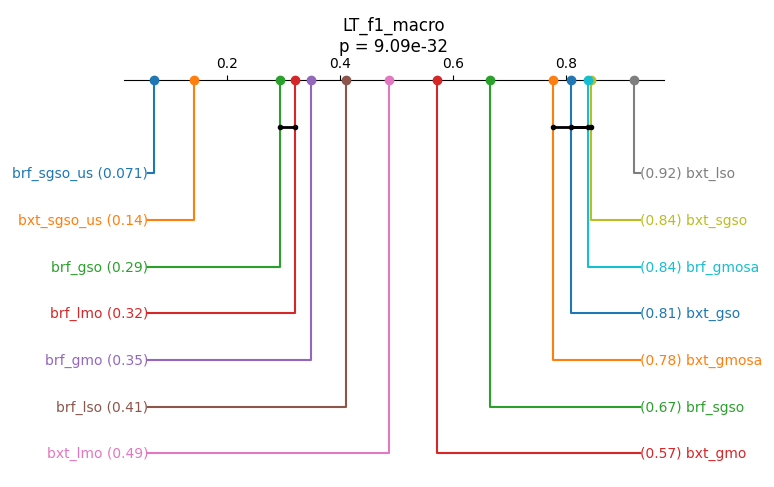 LT_f1_macro
p = 9.09e-32
0.2 0.4 0.6 0.8
brf_sgso_us (0.071) (0.92) bxt_lso
bxt_sgso_us (0.14) (0.84) bxt_sgso
brf_gso (0.29) (0.84) brf_gmosa
brf_lmo (0.32) (0.81) bxt_gso
brf_gmo (0.35) (0.78) bxt_gmosa
brf_lso (0.41) (0.67) brf_sgso
bxt_lmo (0.49) (0.57) bxt_gmo